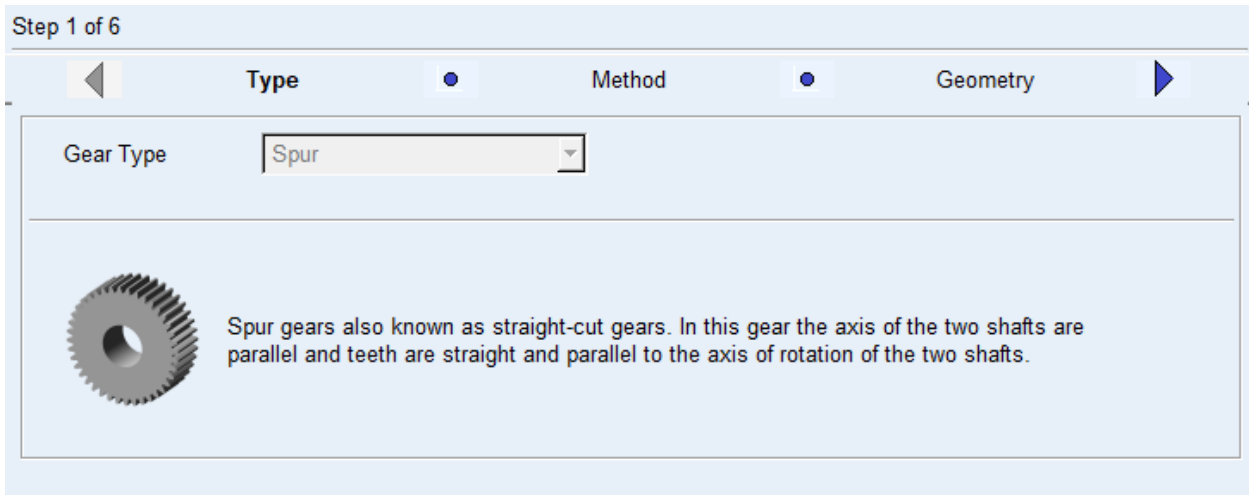 Step 1 of 6
Type Method Geometry
Gear Type Spur
Spur gears also known as straight-cut gears. In this gear the axis of the two shafts are
parallel and teeth are straight and parallel to the axis of rotation of the two shafts.